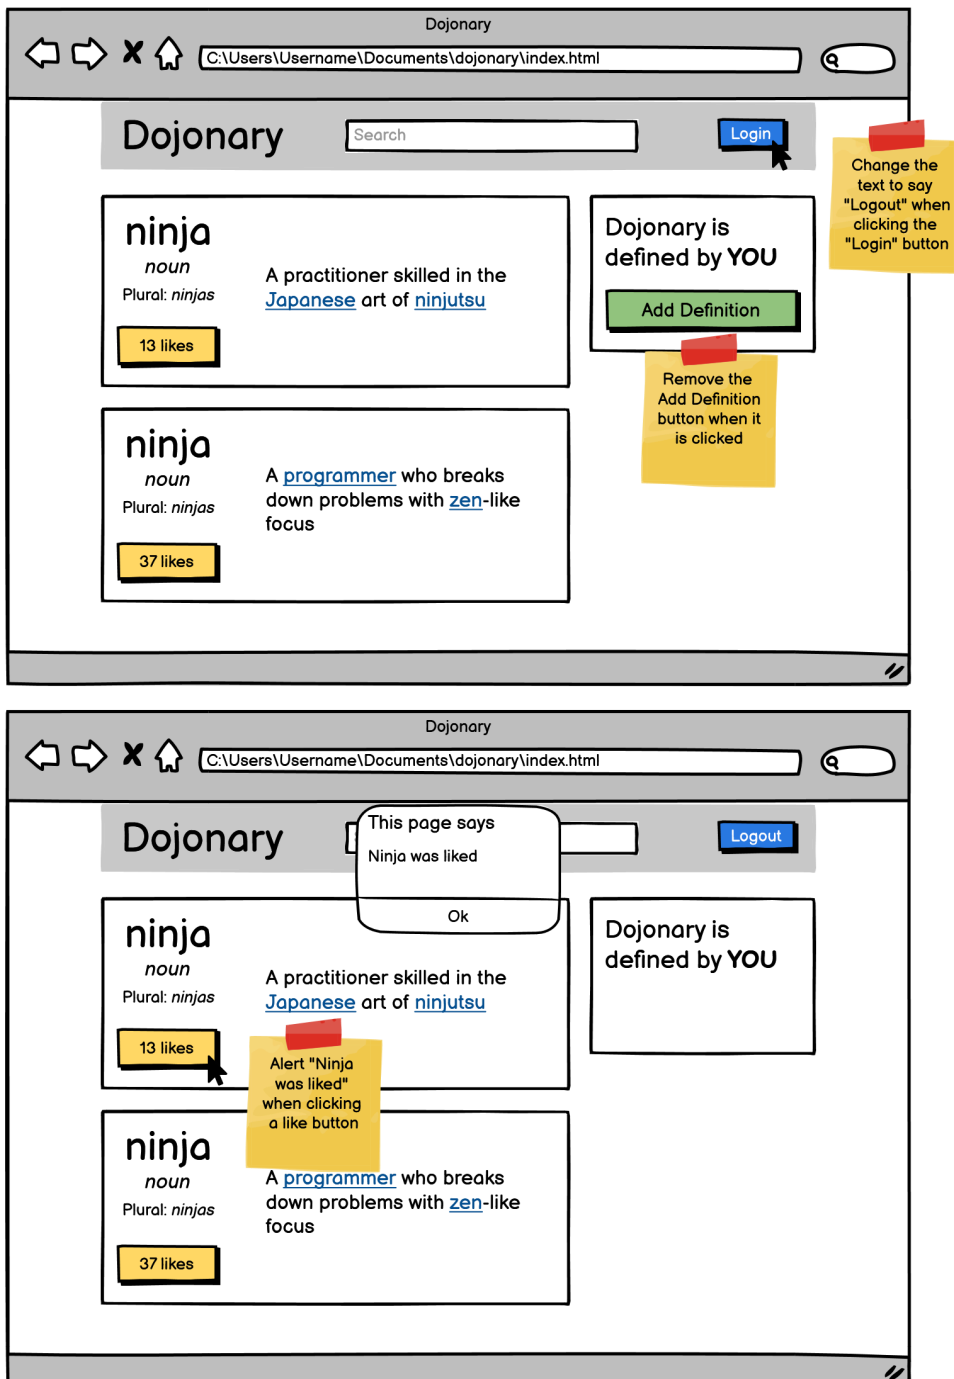 Dojonary
C:\Users\Username\Documents\dojonary\index.html
Dojonary
Search
Login
Change the
text to say
"Logout" when
clicking the
"Login" button
ninja
noun
Plural: ninjas
13 likes
A practitioner skilled in the
Japanese art of ninjutsu
Dojonary is
defined by YOU
Add Definition
Remove the
Add Definition
button when it
is clicked
ninja
noun
Plural: ninjas
37 likes
A programmer who breaks
down problems with zen-like
focus
Dojonary
C:\Users\Username\Documents\dojonary\index.html
Dojonary
This page says
Ninja was liked
Ok
Logout
ninja
noun
Plural: ninjas
13 likes
A practitioner skilled in the
Japanese art of ninjutsu
Dojonary is
defined by YOU
Alert "Ninja
was liked"
when clicking
a like button
ninja
noun
Plural: ninjas
37 likes
A programmer who breaks
down problems with zen-like
focus